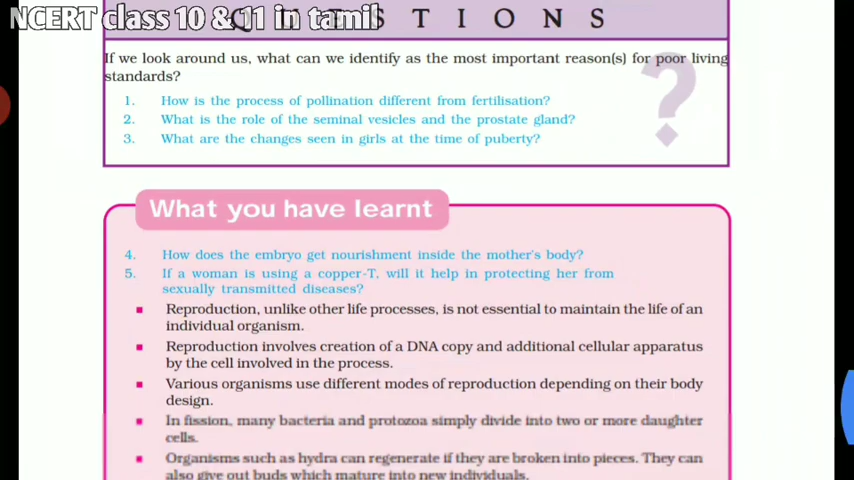 NCERT class 10 & 11 in tamil
QUESTIONS
If we look around us, what can we identify as the most important reason(s) for poor living
standards?
?
1. How is the process of pollination different from fertilisation?
2. What is the role of the seminal vesicles and the prostate gland?
3. What are the changes seen in girls at the time of puberty?
What you have learnt
4. How does the embryo get nourishment inside the mother's body?
5. If a woman is using a copper-T, will it help in protecting her from
sexually transmitted diseases?
■ Reproduction, unlike other life processes, is not essential to maintain the life of an
individual organism.
■ Reproduction involves creation of a DNA copy and additional cellular apparatus
by the cell involved in the process.
■ Various organisms use different modes of reproduction depending on their body
design.
■ In fission, many bacteria and protozoa simply divide into two or more daughter
cells.
■ Organisms such as hydra can regenerate if they are broken into pieces. They can
also give out buds which mature into new individuals.